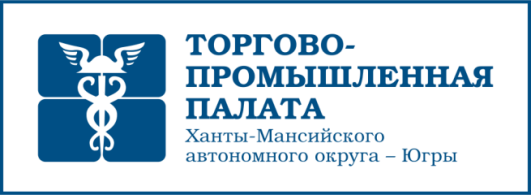 ТОРГОВО-
ПРОМЫШЛЕННАЯ
ПАЛАТА
Ханты-Мансийского
автономного округа – Югры